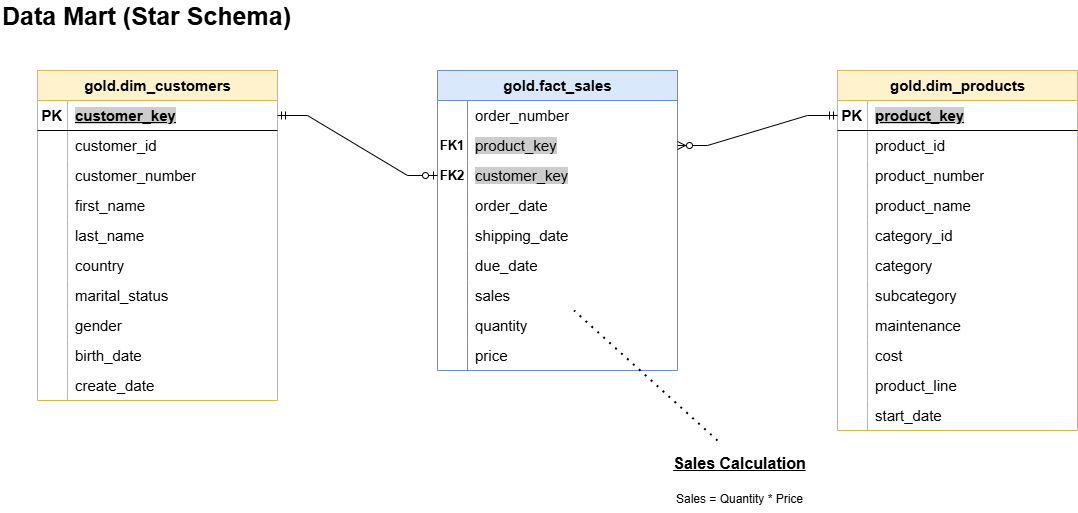 Data Mart (Star Schema)
gold.dim_customers
PK customer_key
customer_id
customer_number
first_name
last_name
country
marital_status
gender
birth_date
create_date
gold.fact_sales
order_number
FK1 product_key
FK2 customer_key
order_date
shipping_date
due_date
sales
quantity
price
gold.dim_products
PK product_key
product_id
product_number
product_name
category_id
category
subcategory
maintenance
cost
product_line
start_date
Sales Calculation
Sales = Quantity * Price